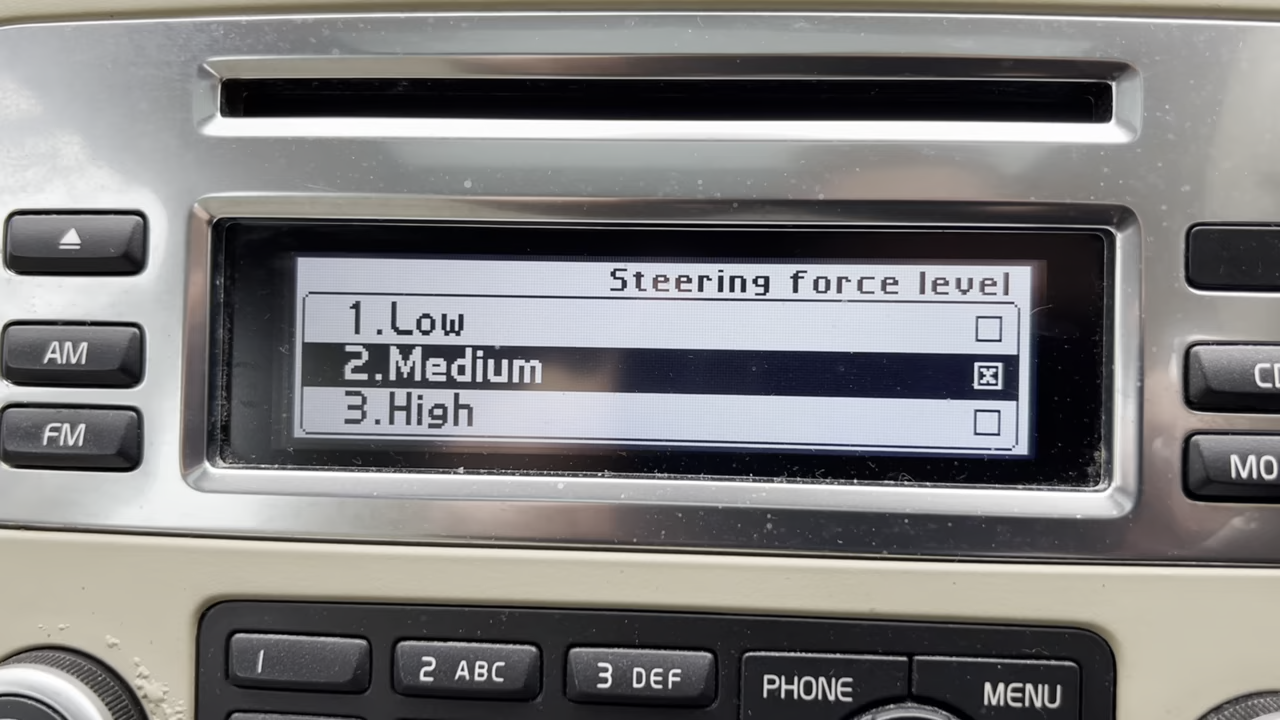 Steering force level
1.Low
2.Medium
3.High
AM
FM
1
2 ABC
3 DEF
PHONE
MENU